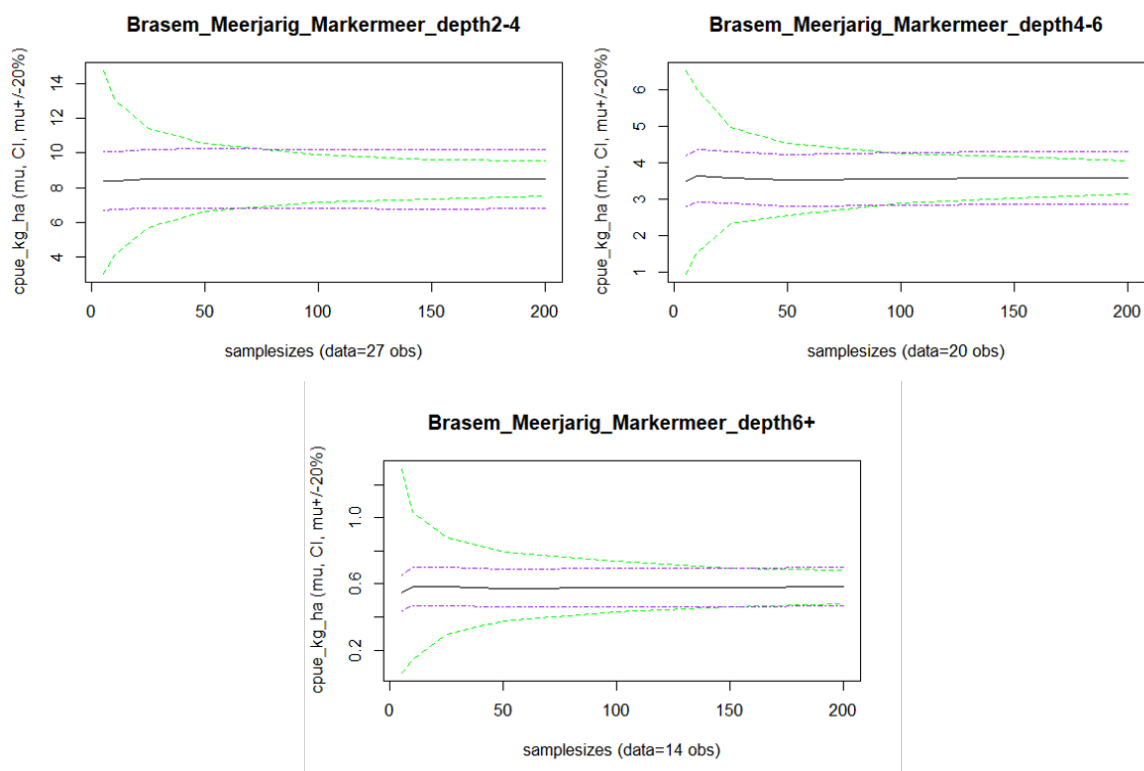 Brasem_Meerjarig_Markermeer_depth2-4
cpue_kg_ha (mu, CI, mu+/-20%)
4 6 8 10 12 14
0 50 100 150 200
samplesizes (data=27 obs)
Brasem_Meerjarig_Markermeer_depth4-6
cpue_kg_ha (mu, CI, mu+/-20%)
1 2 3 4 5 6
0 50 100 150 200
samplesizes (data=20 obs)
Brasem_Meerjarig_Markermeer_depth6+
cpue_kg_ha (mu, CI, mu+/-20%)
0.2 0.6 1.0
0 50 100 150 200
samplesizes (data=14 obs)